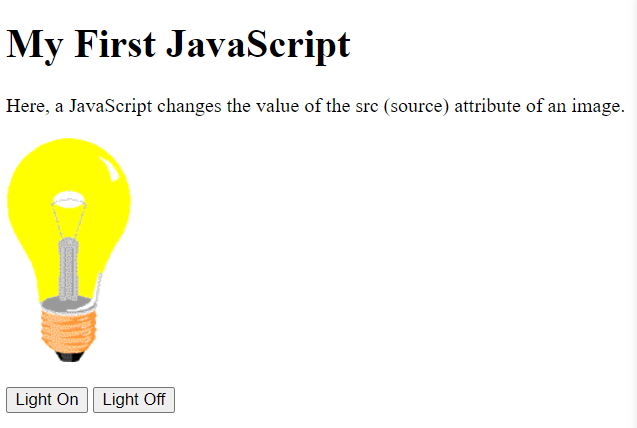 My First JavaScript
Here, a JavaScript changes the value of the src (source) attribute of an image.
Light On Light Off